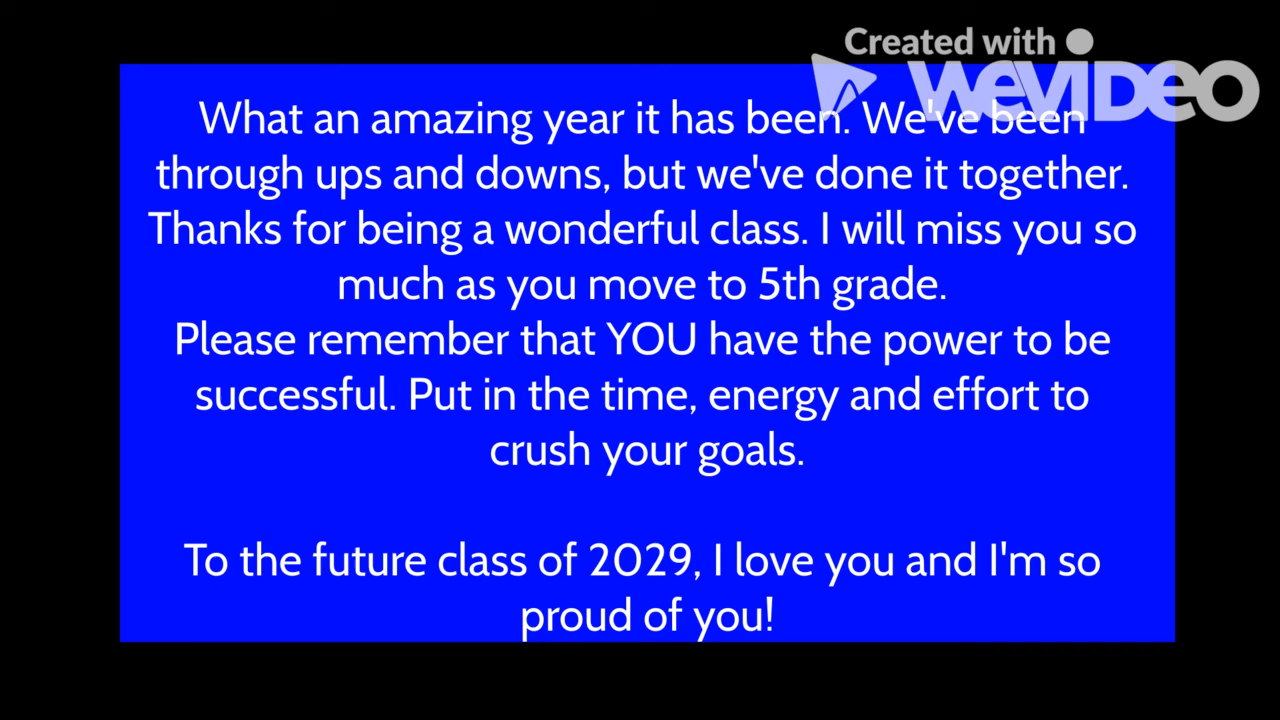 Created with
WEVIDEO
What an amazing year it has been. We've been
through ups and downs, but we've done it together.
Thanks for being a wonderful class. I will miss you so
much as you move to 5th grade.
Please remember that YOU have the power to be
successful. Put in the time, energy and effort to
crush your goals.
To the future class of 2029, I love you and I'm so
proud of you!